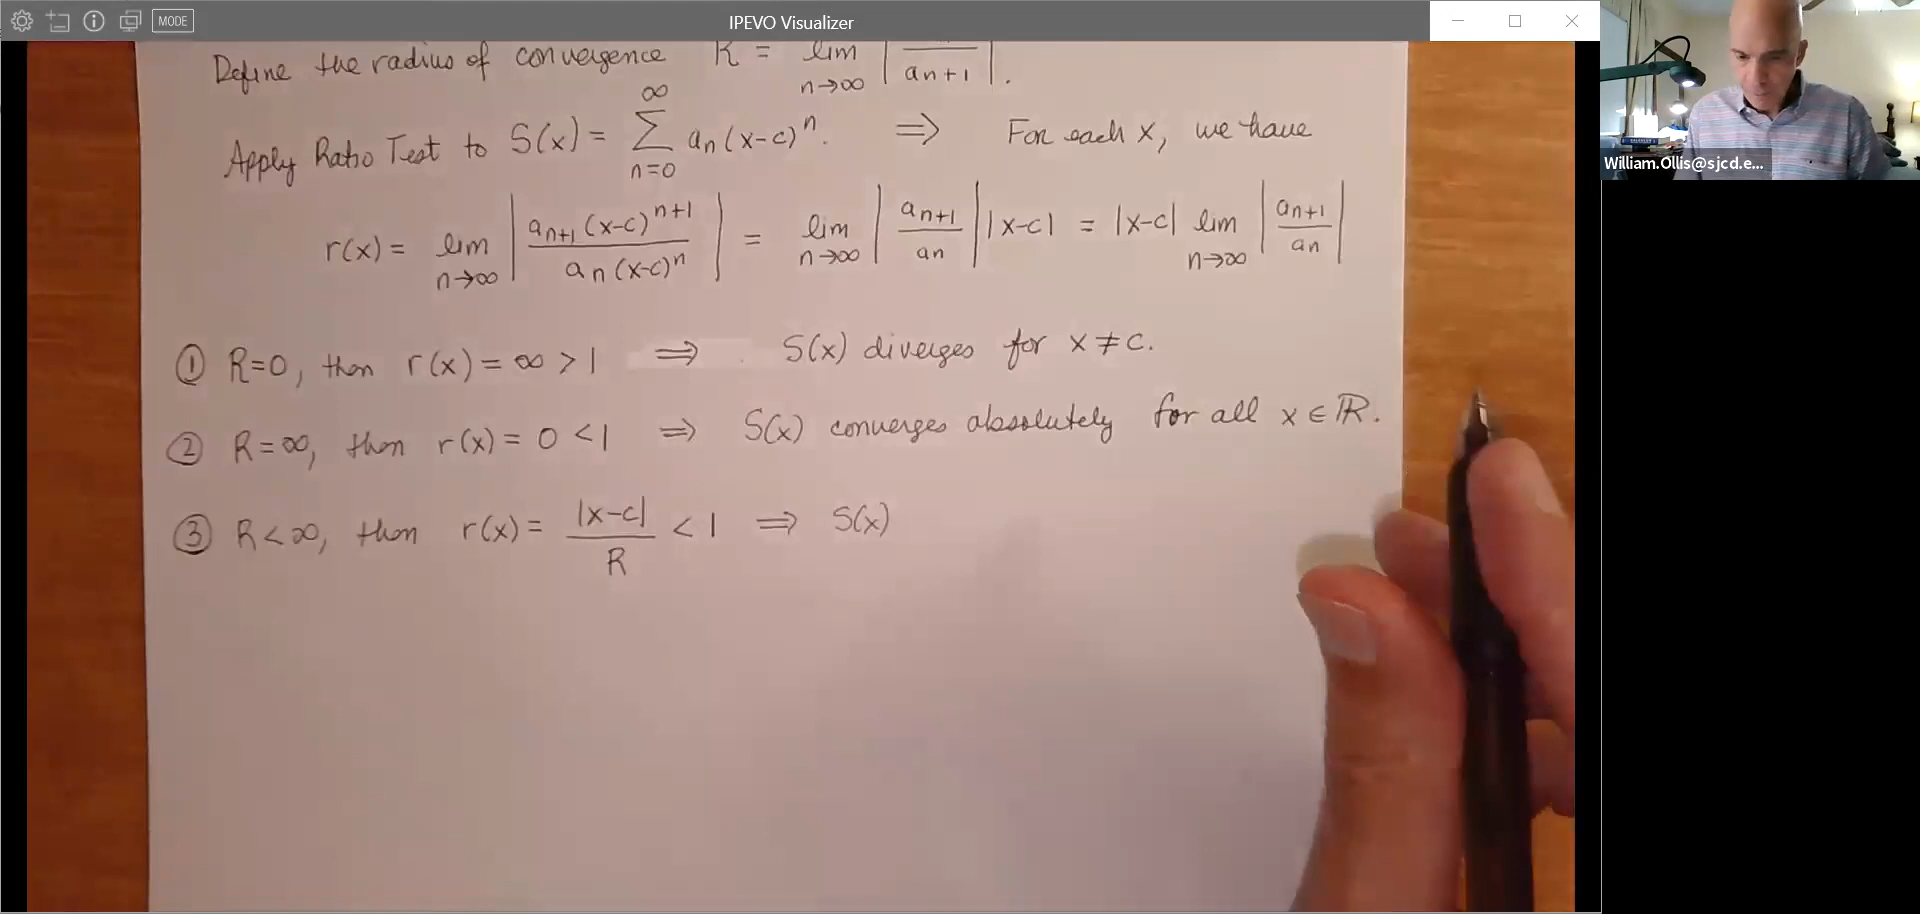 MODE
IPEVO Visualizer
William.Ollis@sjcd.e...
Define the radius of convergence R = lim n→∞ | / an+1 | .
Apply Ratio Test to S(x) = ∑ n=0 ∞ an (x-c)^n. ⟹ For each x, we have
r(x) = lim n→∞ | an+1 (x-c)^n+1 / an (x-c)^n | = lim n→∞ | an+1 / an | |x-c| = |x-c| lim n→∞ | an+1 / an |
① R=0, then r(x) = ∞ > 1 ⟹ S(x) diverges for x ≠ c.
② R=∞, then r(x) = 0 < 1 ⟹ S(x) converges absolutely for all x ∈ ℝ.
③ R<∞, then r(x) = |x-c| / R < 1 ⟹ S(x)